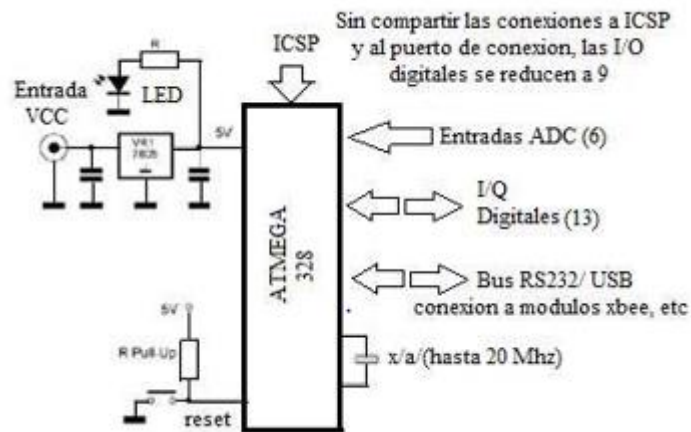 Sin compartir las conexiones a ICSP
y al puerto de conexion, las I/O
digitales se reducen a 9
ICSP
R
LED
Entrada
VCC
VR1
7805
5V
Entradas ADC (6)
I/Q
Digitales (13)
ATMEGA
328
Bus RS232/ USB
conexion a modulos xbee, etc
5V
R Pull-Up
x/a/(hasta 20 Mhz)
reset